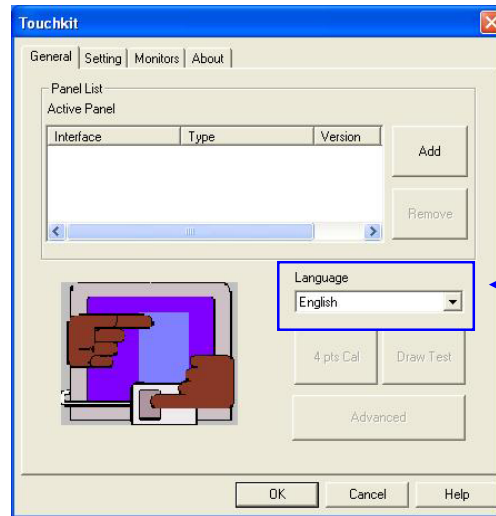 Touchkit
General Setting Monitors About
Panel List
Active Panel
Interface Type Version
Add
Remove
Language
English
4 pts Cal Draw Test
Advanced
OK Cancel Help